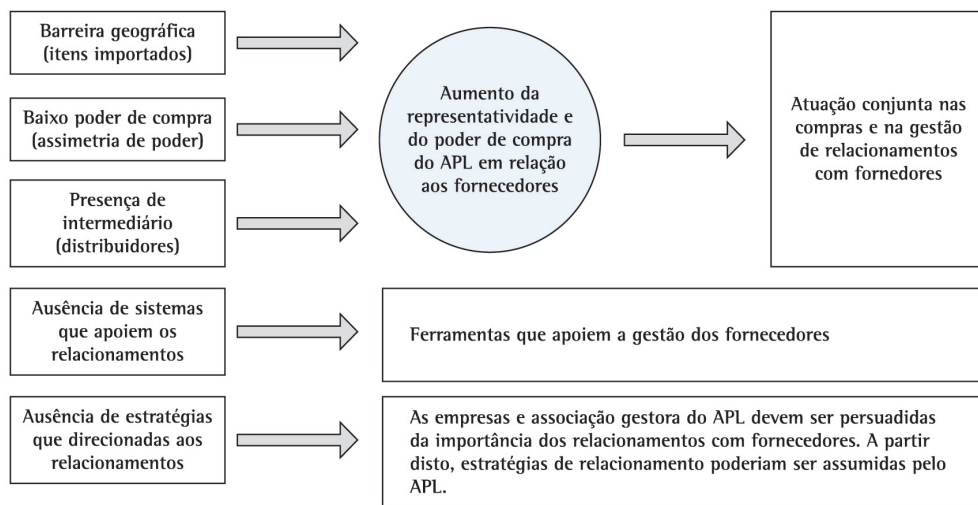 Barreira geográfica
(itens importados)
Baixo poder de compra
(assimetria de poder)
Presença de
intermediário
(distribuidores)
Aumento da
representatividade e
do poder de compra
do APL em relação
aos fornecedores
Atuação conjunta nas
compras e na gestão
de relacionamentos
com fornedores
Ausência de sistemas
que apoiem os
relacionamentos
Ferramentas que apoiem a gestão dos fornecedores
Ausência de estratégias
que direcionadas aos
relacionamentos
As empresas e associação gestora do APL devem ser persuadidas
da importância dos relacionamentos com fornecedores. A partir
disto, estratégias de relacionamento poderiam ser assumidas pelo
APL.